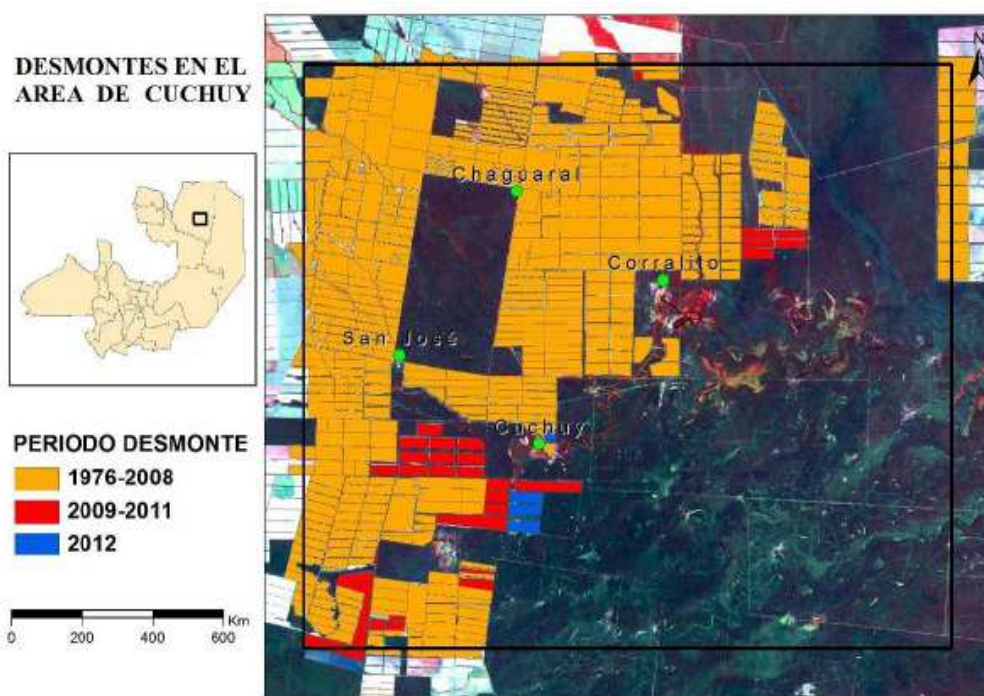 DESMONTES EN EL
AREA DE CUCHUY
N
Chaguaral
Corralito
San José
Cuchuy
PERIODO DESMONTE
1976-2008
2009-2011
2012
Km
0 200 400 600